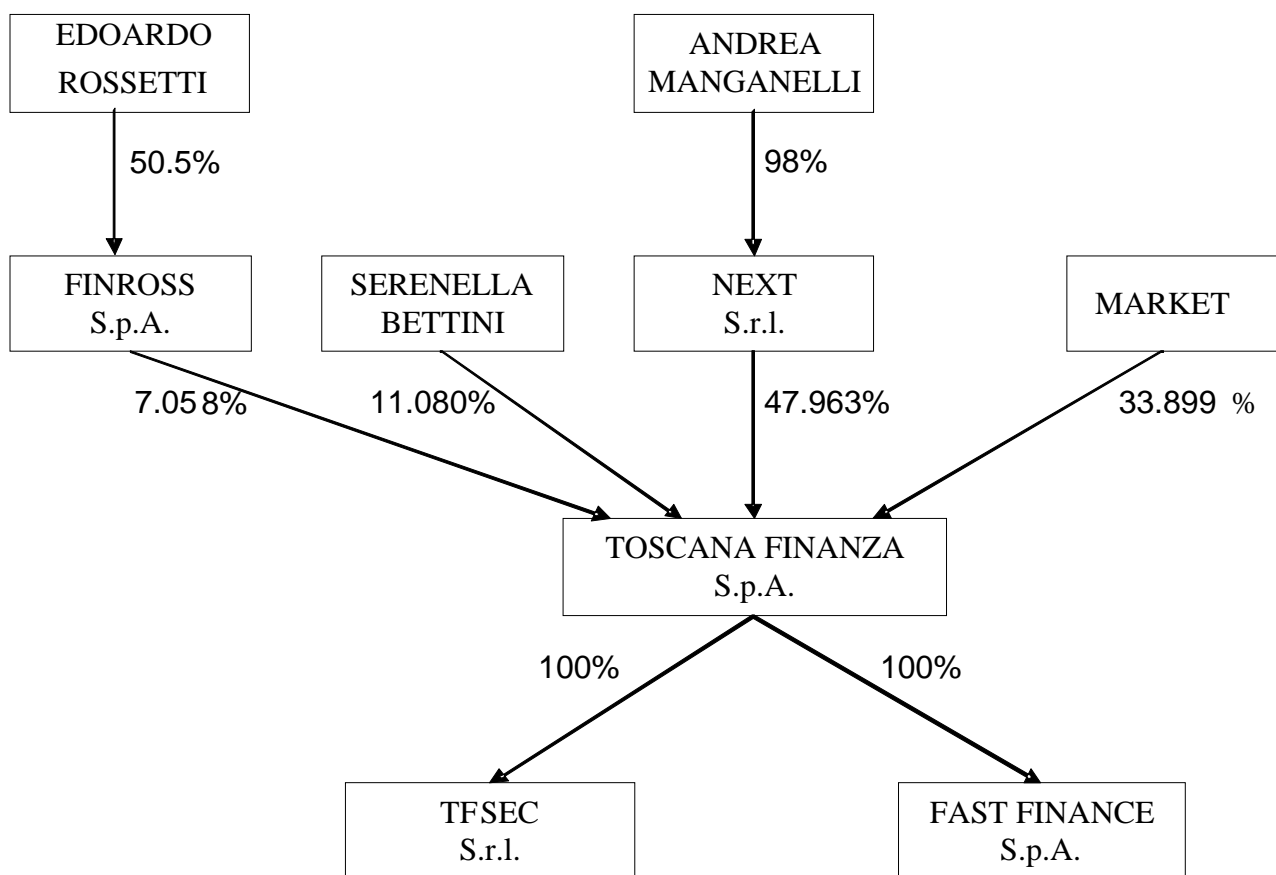 EDOARDO
ROSSETTI
ANDREA
MANGANELLI
50.5%
98%
FINROSS
S.p.A.
SERENELLA
BETTINI
NEXT
S.r.l.
MARKET
7.058%
11.080%
47.963%
33.899 %
TOSCANA FINANZA
S.p.A.
100%
100%
TFSEC
S.r.l.
FAST FINANCE
S.p.A.